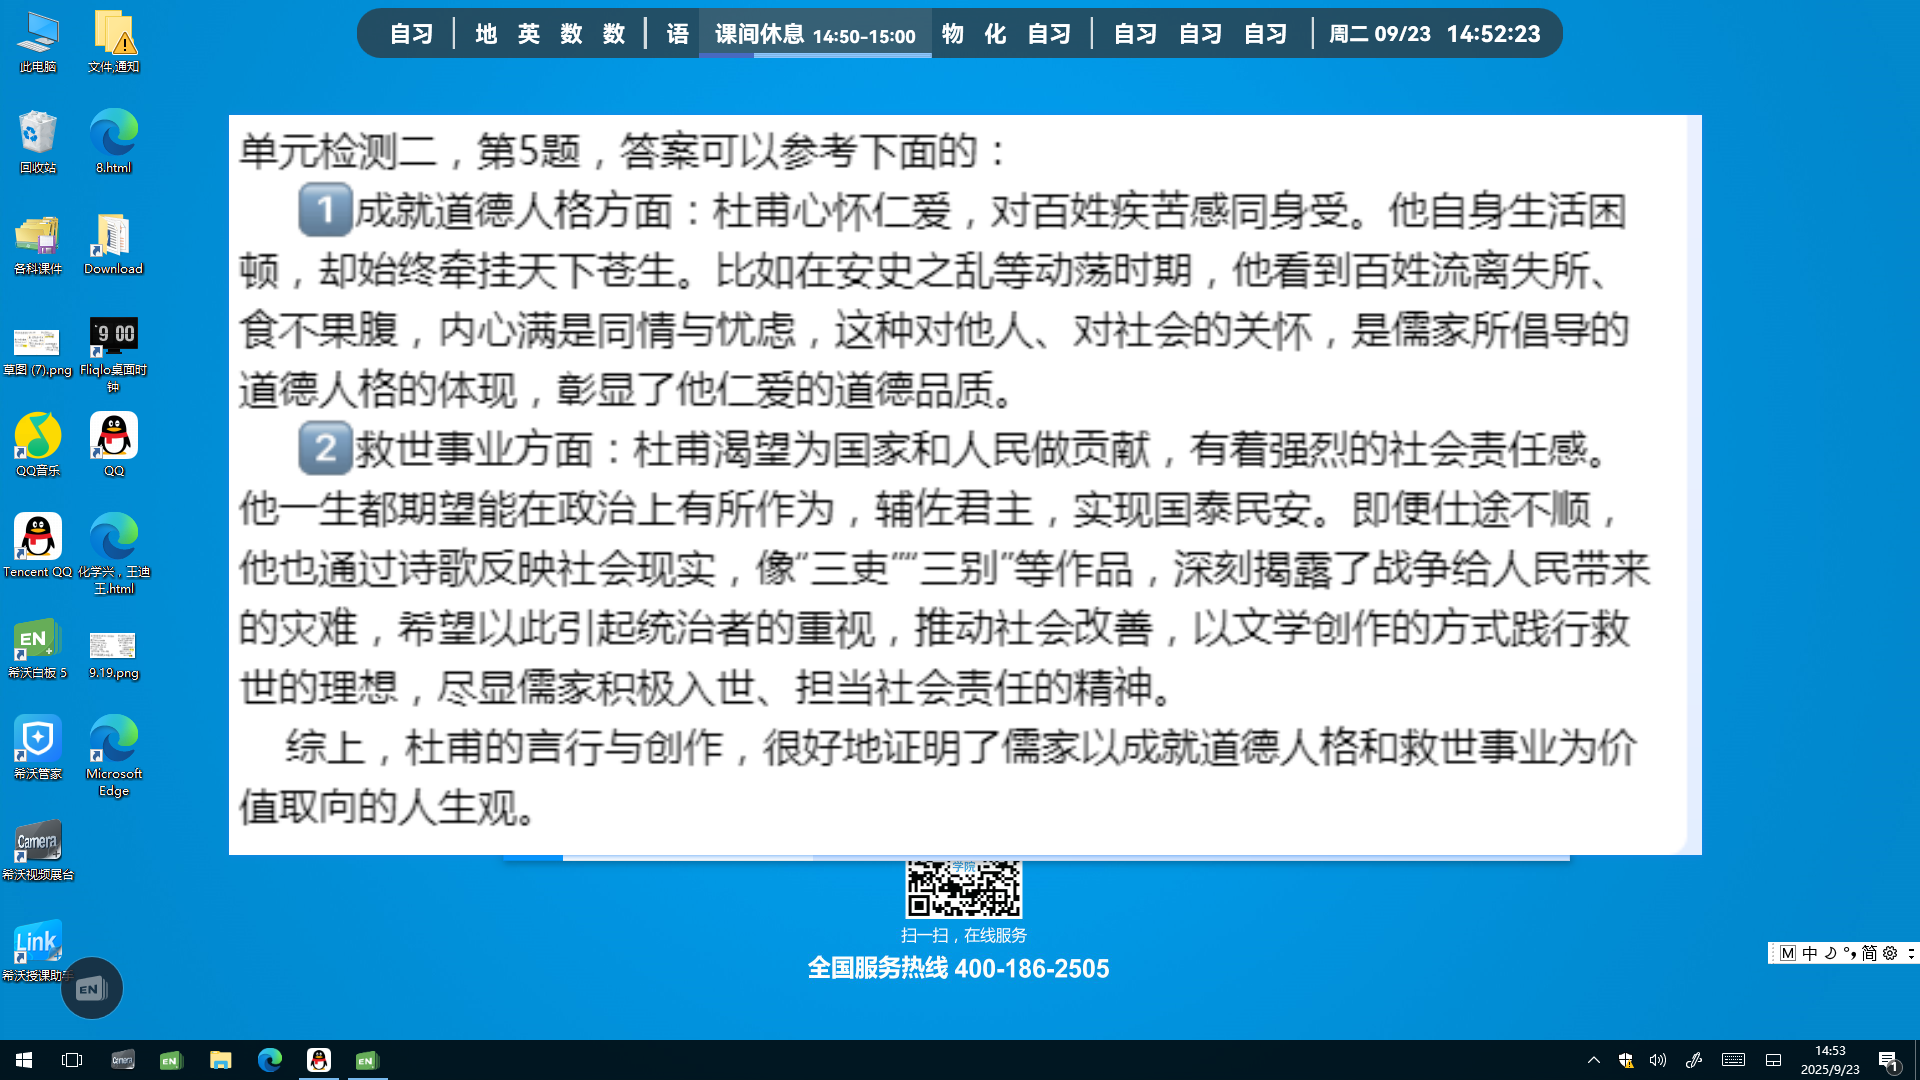 自习 | 地 英 数 数 | 语 课间休息 14:50-15:00 物 化 自习 | 自习 自习 自习 | 周二 09/23 14:52:23
此电脑
文件,通知
回收站
8.html
各科课件
Download
草图 (7).png
9 00
Fliqlo桌面时
钟
QQ音乐
QQ
Tencent QQ
化学兴，王迪
王.html
EN
希沃白板 5
9.19.png
希沃管家
Microsoft
Edge
Camera
希沃视频展台
Link
希沃授课助手
EN
单元检测二，第5题，答案可以参考下面的：
1成就道德人格方面：杜甫心怀仁爱，对百姓疾苦感同身受。他自身生活困
顿，却始终牵挂天下苍生。比如在安史之乱等动荡时期，他看到百姓流离失所、
食不果腹，内心满是同情与忧虑，这种对他人、对社会的关怀，是儒家所倡导的
道德人格的体现，彰显了他仁爱的道德品质。
2救世事业方面：杜甫渴望为国家和人民做贡献，有着强烈的社会责任感。
他一生都期望能在政治上有所作为，辅佐君主，实现国泰民安。即便仕途不顺，
他也通过诗歌反映社会现实，像“三吏”“三别”等作品，深刻揭露了战争给人民带来
的灾难，希望以此引起统治者的重视，推动社会改善，以文学创作的方式践行救
世的理想，尽显儒家积极入世、担当社会责任的精神。
综上，杜甫的言行与创作，很好地证明了儒家以成就道德人格和救世事业为价
值取向的人生观。
学院
扫一扫，在线服务
全国服务热线 400-186-2505
M 中 简
Camera
EN
EN
14:53
2025/9/23
1